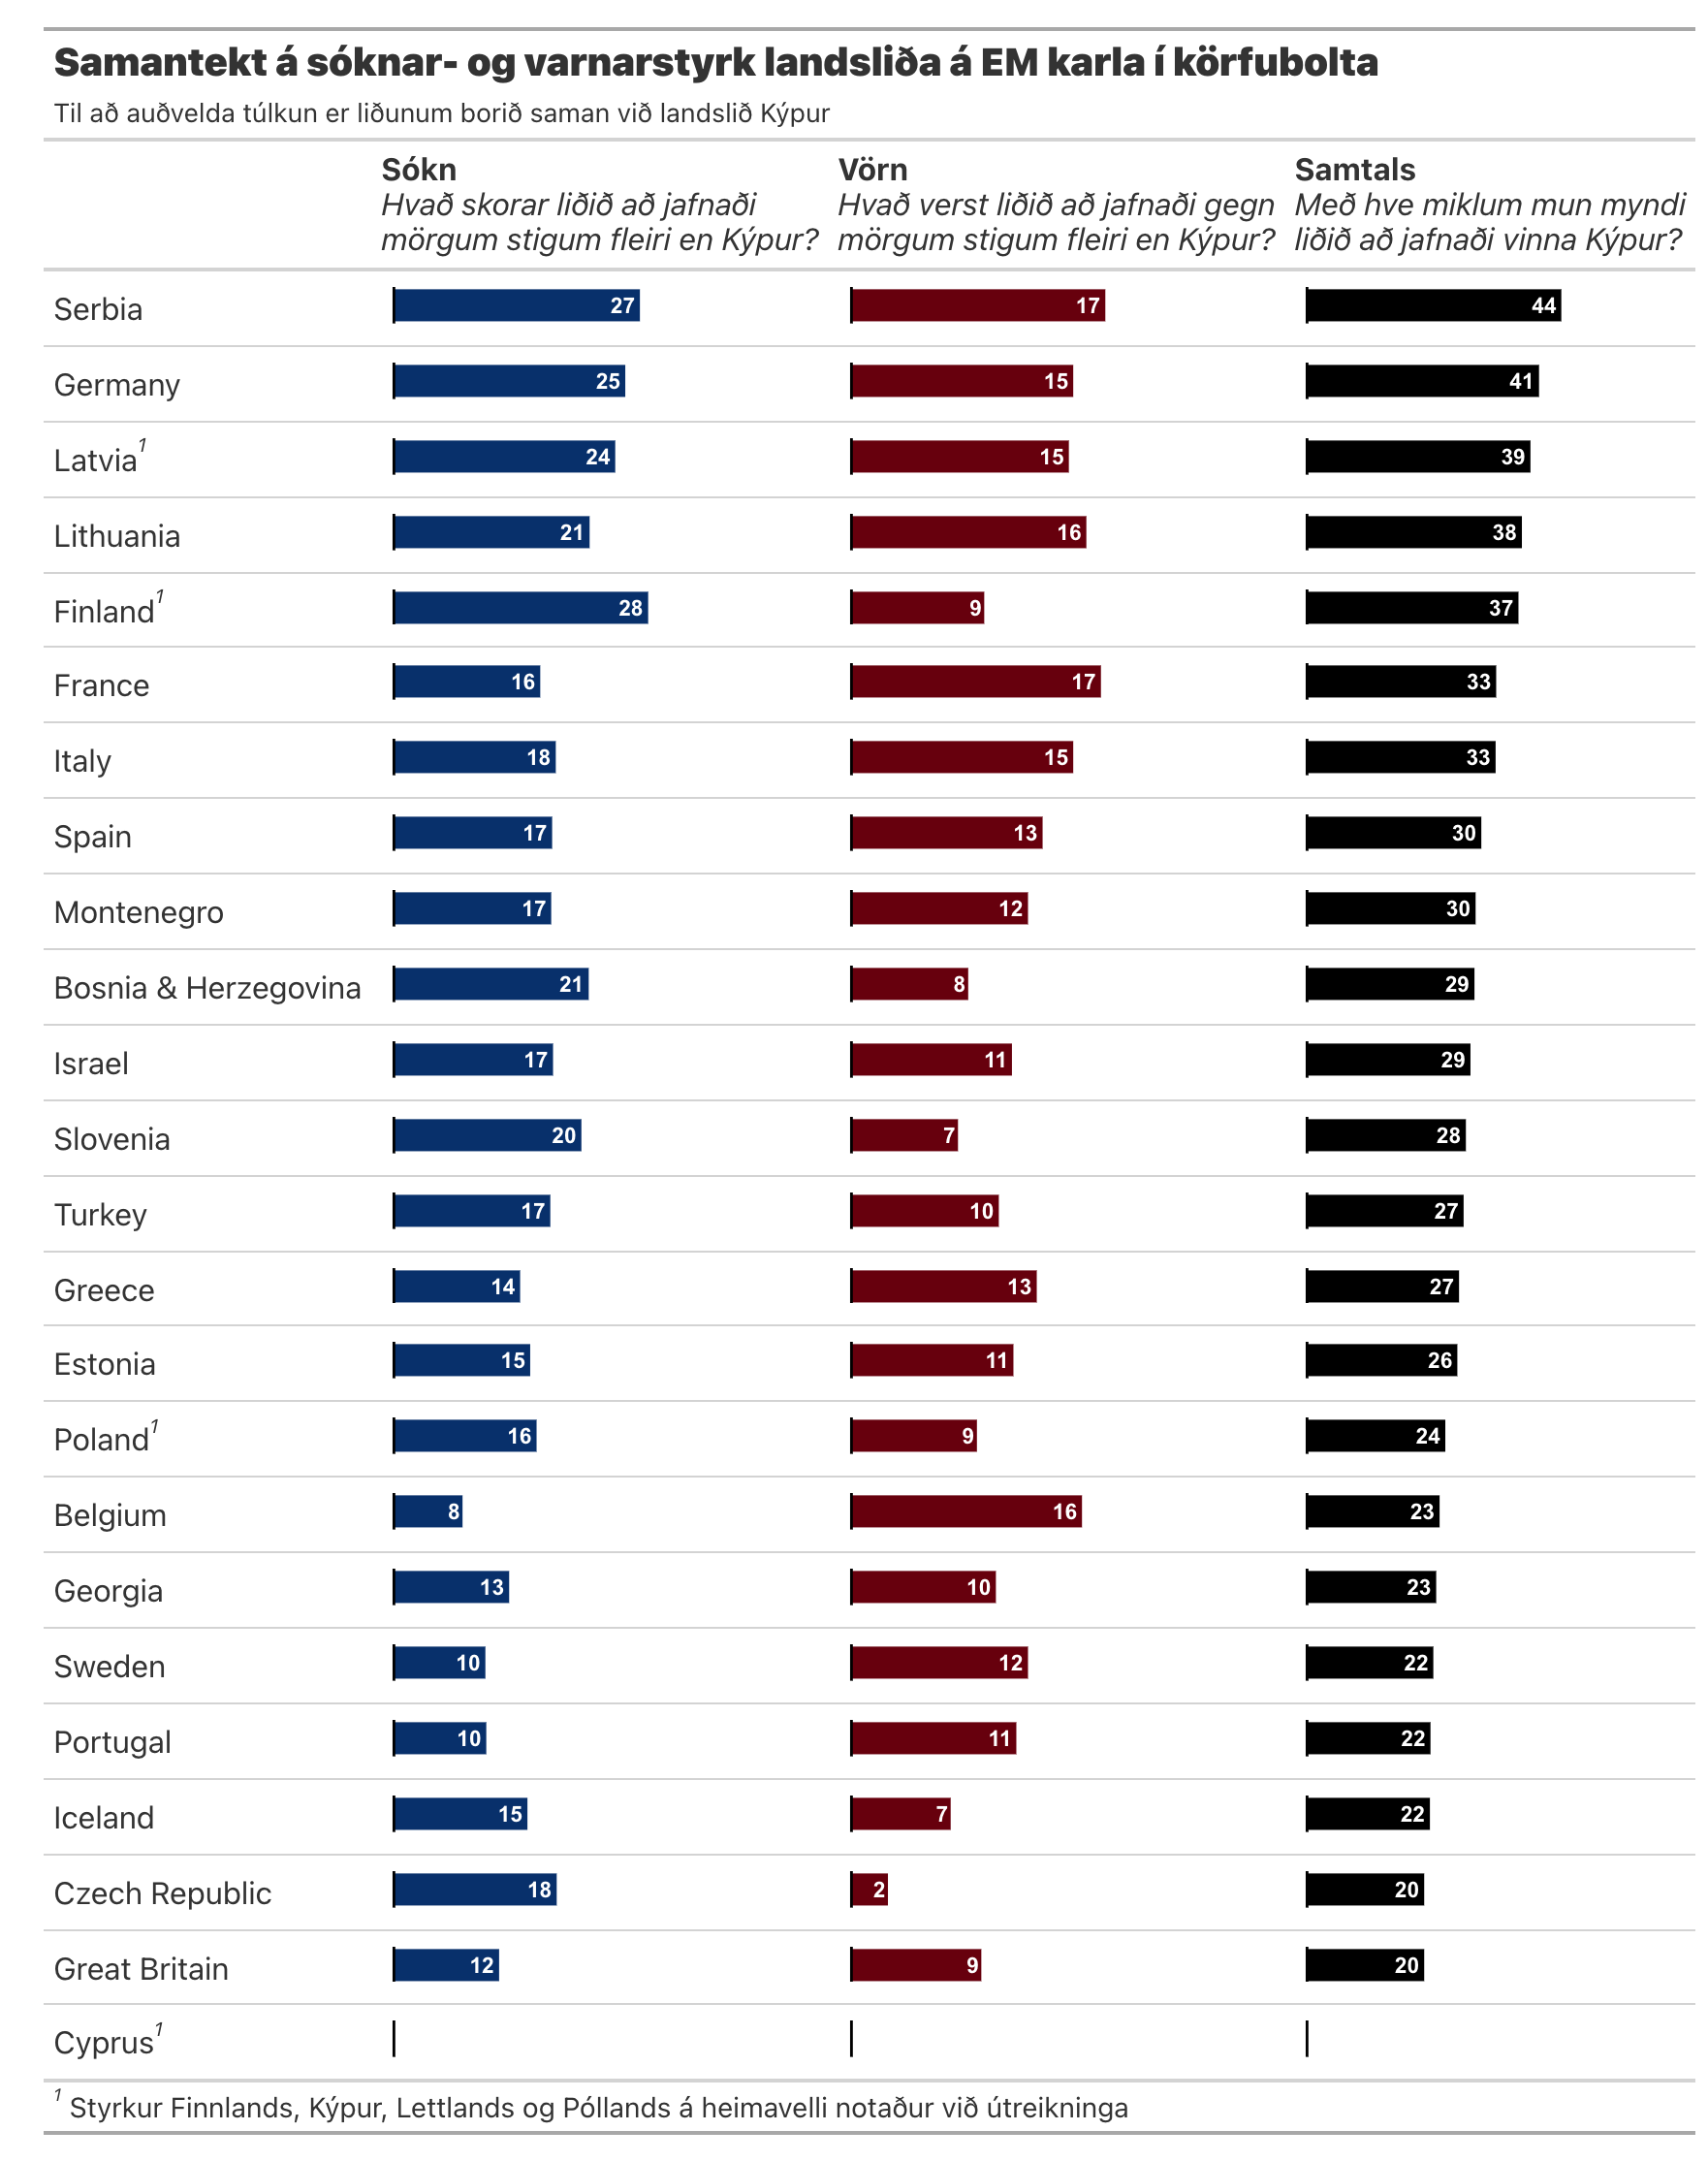 Samantekt á sóknar- og varnarstyrk landsliða á EM karla í körfubolta
Til að auðvelda túlkun er liðunum borið saman við landslið Kýpur
Sókn Vörn Samtals
Hvað skorar liðið að jafnaði Hvað verst liðið að jafnaði gegn Með hve miklum mun myndi
mörgum stigum fleiri en Kýpur? mörgum stigum fleiri en Kýpur? liðið að jafnaði vinna Kýpur?
Serbia 27 17 44
Germany 25 15 41
Latvia¹ 24 15 39
Lithuania 21 16 38
Finland¹ 28 9 37
France 16 17 33
Italy 18 15 33
Spain 17 13 30
Montenegro 17 12 30
Bosnia & Herzegovina 21 8 29
Israel 17 11 29
Slovenia 20 7 28
Turkey 17 10 27
Greece 14 13 27
Estonia 15 11 26
Poland¹ 16 9 24
Belgium 8 16 23
Georgia 13 10 23
Sweden 10 12 22
Portugal 10 11 22
Iceland 15 7 22
Czech Republic 18 2 20
Great Britain 12 9 20
Cyprus¹
¹ Styrkur Finnlands, Kýpur, Lettlands og Póllands á heimavelli notaður við útreikninga